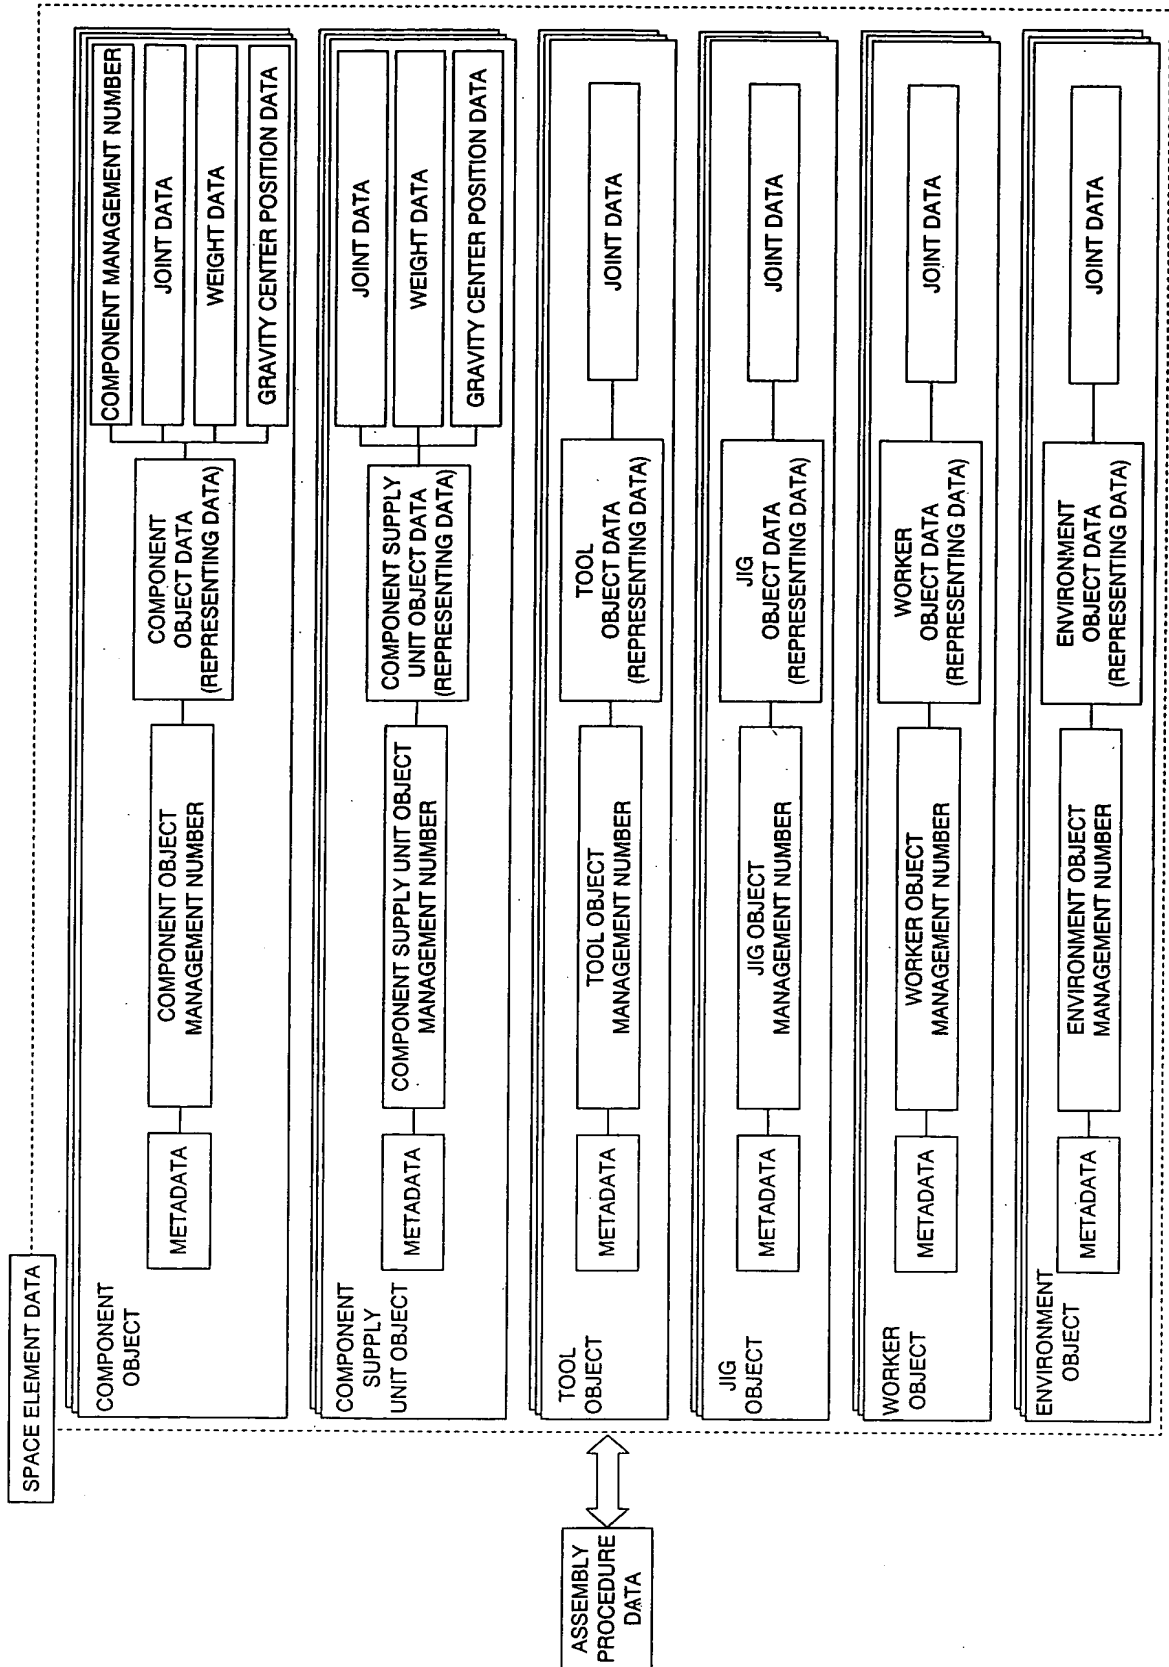 SPACE ELEMENT DATA
COMPONENT
OBJECT
METADATA
COMPONENT OBJECT
MANAGEMENT NUMBER
COMPONENT
OBJECT DATA
(REPRESENTING DATA)
COMPONENT MANAGEMENT NUMBER
JOINT DATA
WEIGHT DATA
GRAVITY CENTER POSITION DATA
COMPONENT
SUPPLY
UNIT OBJECT
METADATA
COMPONENT SUPPLY UNIT OBJECT
MANAGEMENT NUMBER
COMPONENT SUPPLY
UNIT OBJECT DATA
(REPRESENTING DATA)
JOINT DATA
WEIGHT DATA
GRAVITY CENTER POSITION DATA
ASSEMBLY
PROCEDURE
DATA
TOOL
OBJECT
METADATA
TOOL OBJECT
MANAGEMENT NUMBER
TOOL
OBJECT DATA
(REPRESENTING DATA)
JOINT DATA
JIG
OBJECT
METADATA
JIG OBJECT
MANAGEMENT NUMBER
JIG
OBJECT DATA
(REPRESENTING DATA)
JOINT DATA
WORKER
OBJECT
METADATA
WORKER OBJECT
MANAGEMENT NUMBER
WORKER
OBJECT DATA
(REPRESENTING DATA)
JOINT DATA
ENVIRONMENT
OBJECT
METADATA
ENVIRONMENT OBJECT
MANAGEMENT NUMBER
ENVIRONMENT
OBJECT DATA
(REPRESENTING DATA)
JOINT DATA